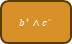 b⁺ ∧ c⁻